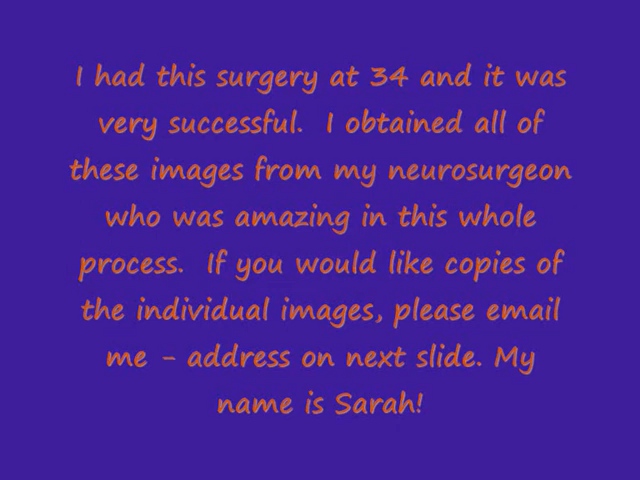 I had this surgery at 34 and it was
very successful.  I obtained all of
these images from my neurosurgeon
who was amazing in this whole
process.  If you would like copies of
the individual images, please email
me - address on next slide. My
name is Sarah!